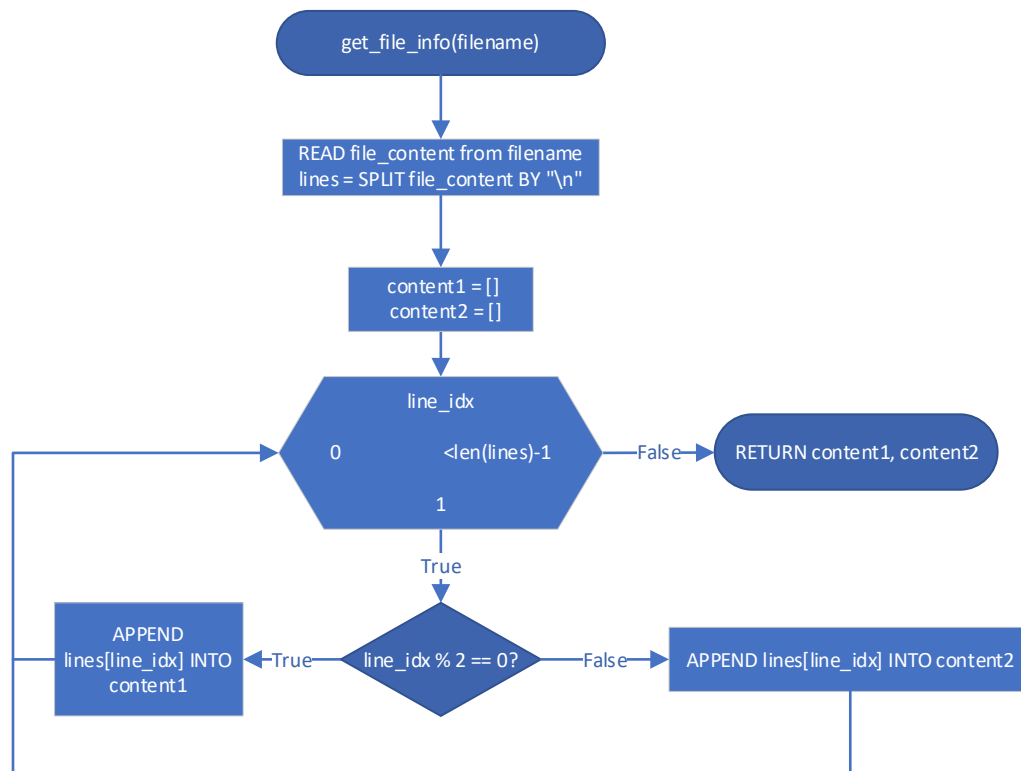 get_file_info(filename)
READ file_content from filename
lines = SPLIT file_content BY "\n"
content1 = []
content2 = []
line_idx
0 <len(lines)-1
1
False
RETURN content1, content2
True
APPEND
lines[line_idx] INTO
content1
True
line_idx % 2 == 0?
False
APPEND lines[line_idx] INTO content2